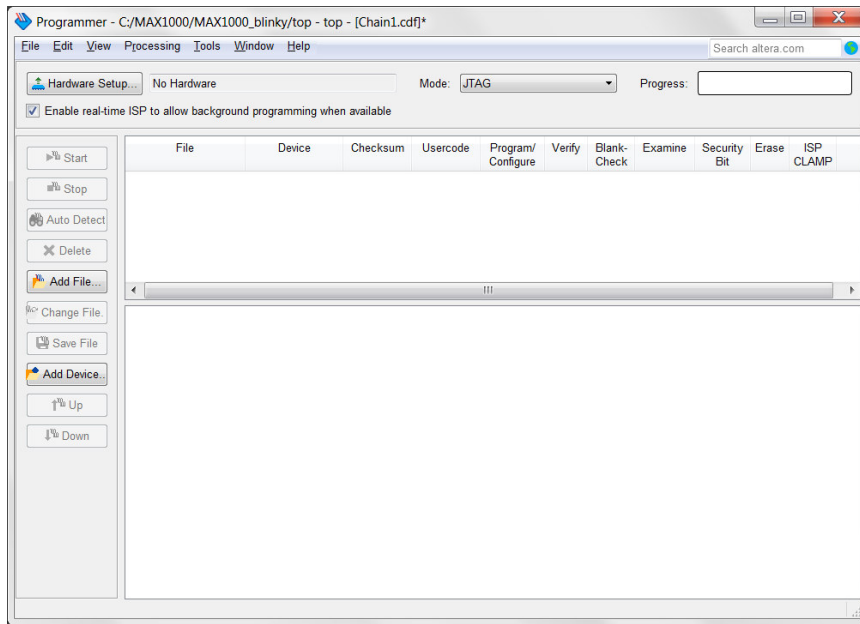 Programmer - C:/MAX1000/MAX1000_blinky/top - top - [Chain1.cdf]*
File Edit View Processing Tools Window Help
Search altera.com
Hardware Setup... No Hardware Mode: JTAG Progress:
Enable real-time ISP to allow background programming when available
File Device Checksum Usercode Program/ Configure Verify Blank- Check Examine Security Bit Erase ISP CLAMP
Start
Stop
Auto Detect
Delete
Add File...
Change File.
Save File
Add Device..
Up
Down